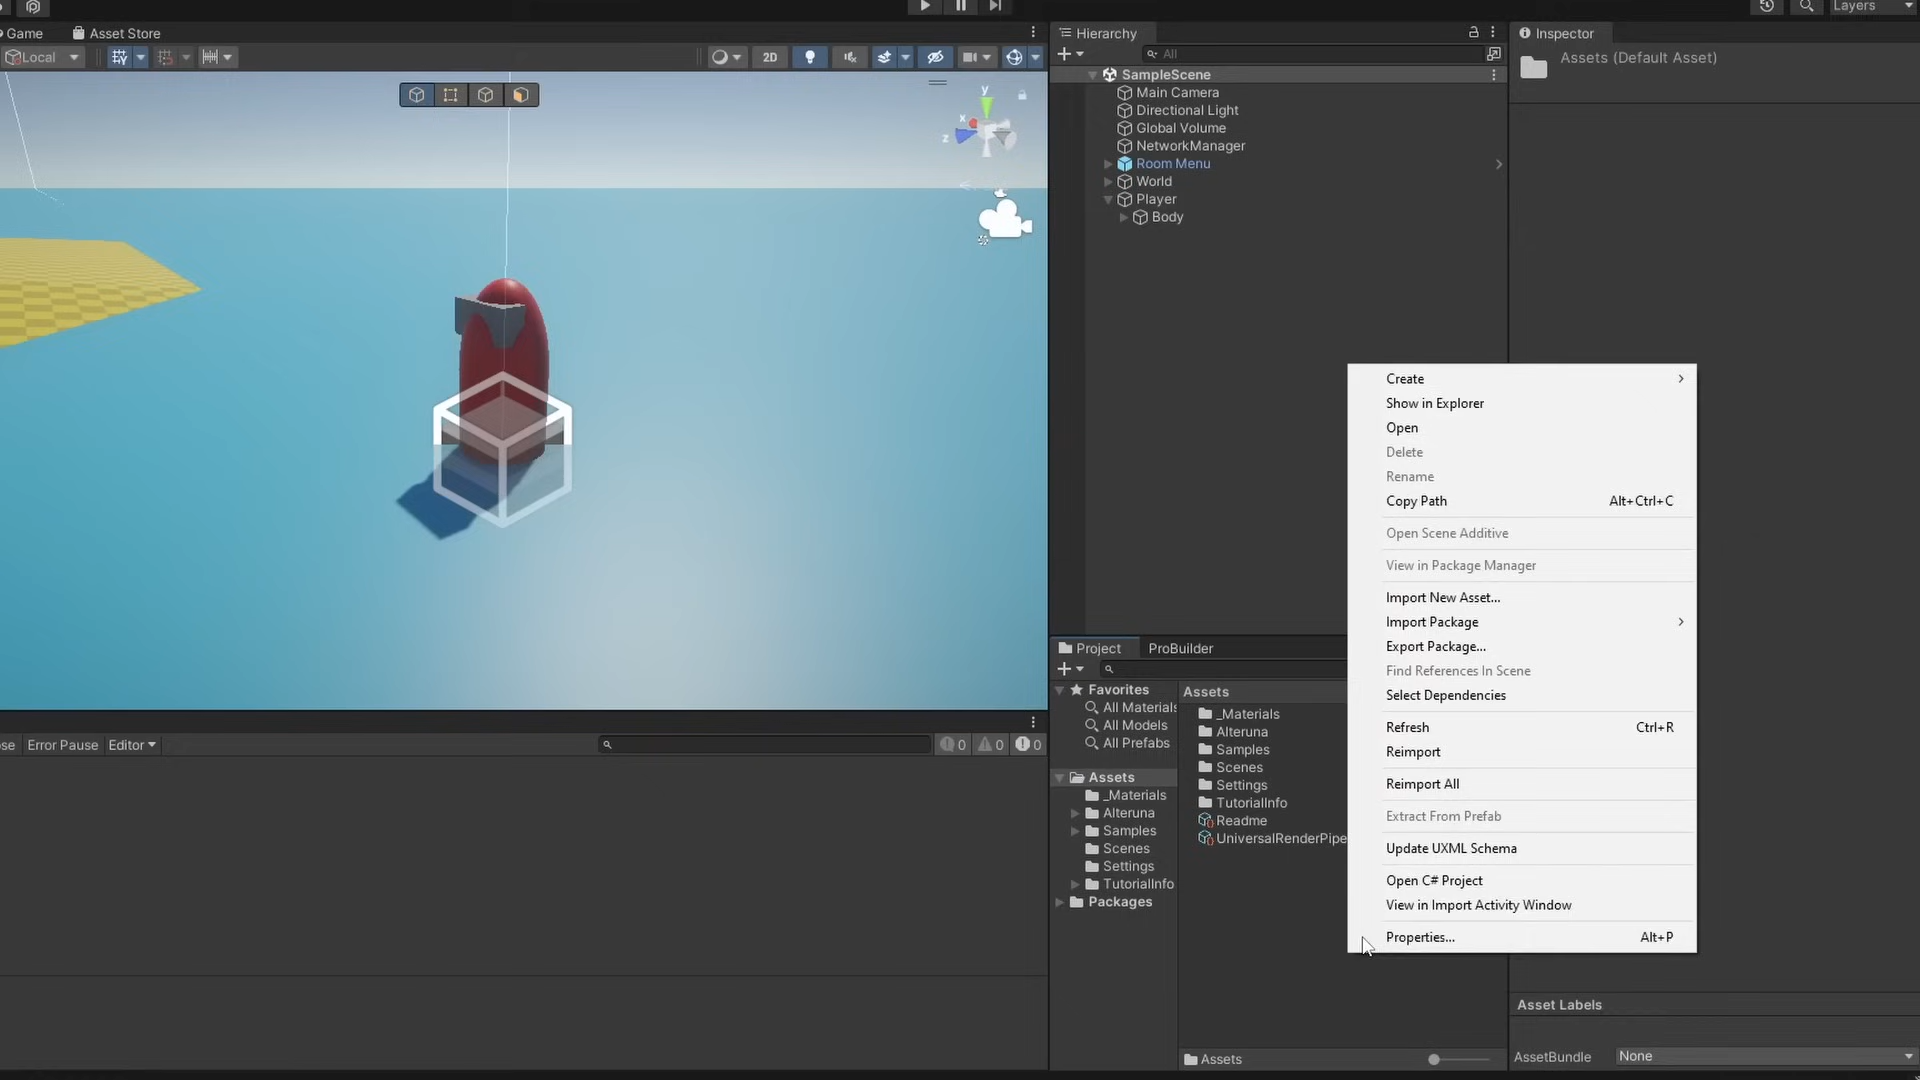 Layers
Game
Asset Store
Hierarchy
Inspector
Local
2D
All
Assets (Default Asset)
SampleScene
Main Camera
Directional Light
Global Volume
NetworkManager
Room Menu
World
Player
Body
y
x
z
Create
Show in Explorer
Open
Delete
Rename
Copy Path Alt+Ctrl+C
Open Scene Additive
View in Package Manager
Import New Asset...
Import Package
Export Package...
Find References In Scene
Select Dependencies
Refresh Ctrl+R
Reimport
Reimport All
Extract From Prefab
Update UXML Schema
Open C# Project
View in Import Activity Window
Properties... Alt+P
Project
ProBuilder
Favorites
All Materials
All Models
All Prefabs
Assets
_Materials
Alteruna
Samples
Scenes
Settings
TutorialInfo
Packages
Assets
_Materials
Alteruna
Samples
Scenes
Settings
TutorialInfo
Readme
UniversalRenderPipe
Assets
se Error Pause Editor
0 0 0
Asset Labels
AssetBundle None